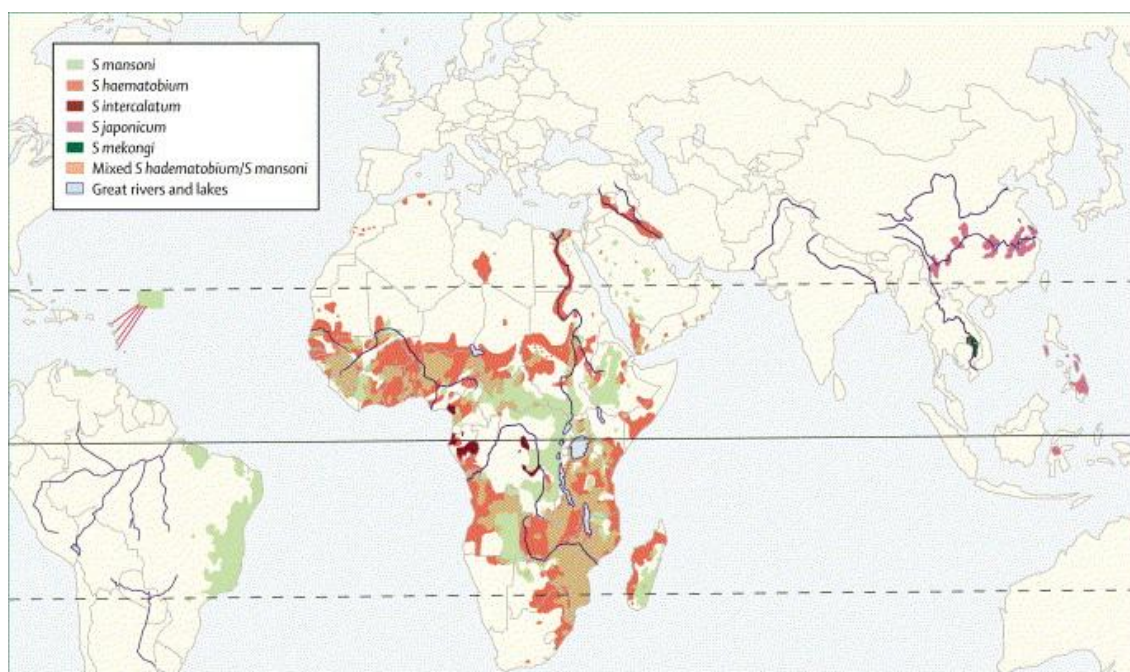 S mansoni
S haematobium
S intercalatum
S japonicum
S mekongi
Mixed S hadematobium/S mansoni
Great rivers and lakes